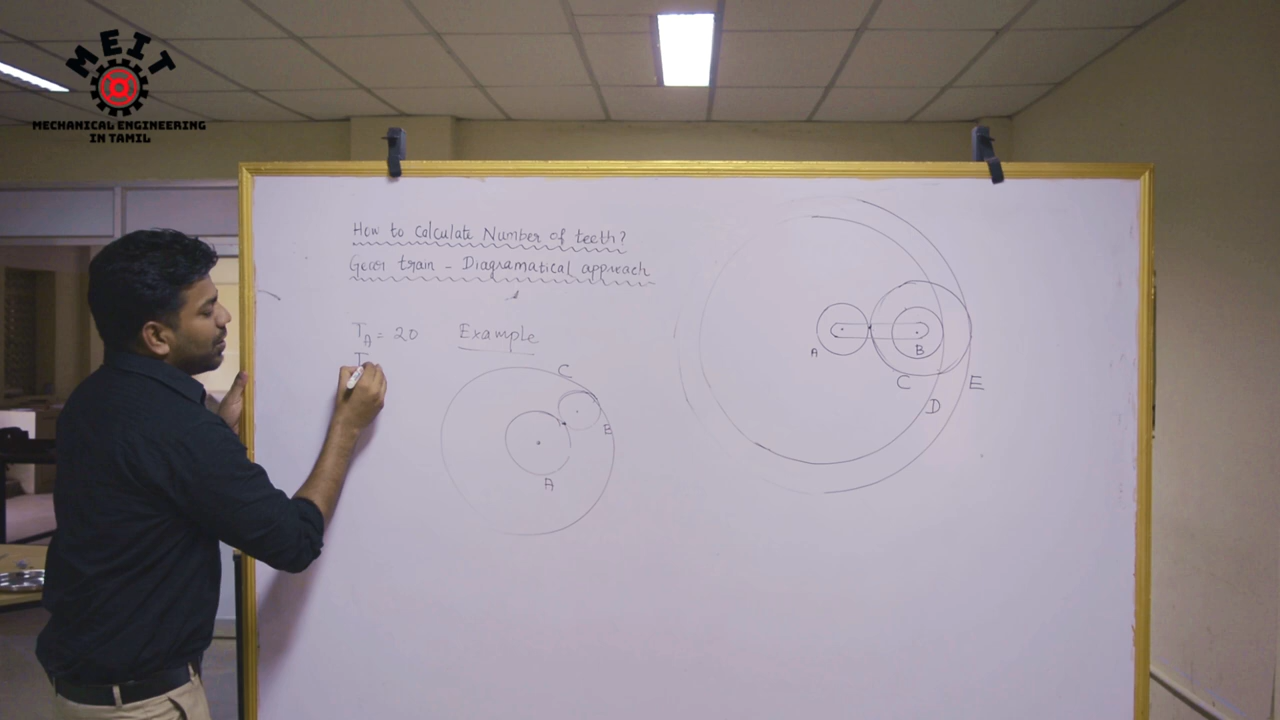 MEIT
MECHANICAL ENGINEERING
IN TAMIL
How to Calculate Number of teeth?
Gear train - Diagramatical approach
T_A = 20 Example
T
C
B
A
A
B
C
E
D